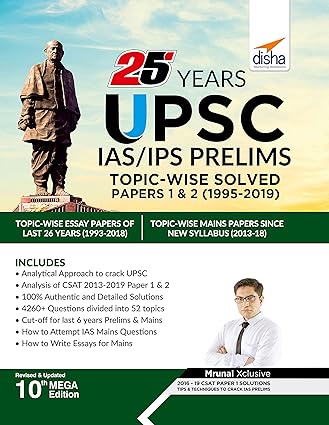 disha
25 YEARS
UPSC
IAS/IPS PRELIMS
TOPIC-WISE SOLVED
PAPERS 1 & 2 (1995-2019)
TOPIC-WISE ESSAY PAPERS OF
LAST 26 YEARS (1993-2018)
TOPIC-WISE MAINS PAPERS SINCE
NEW SYLLABUS (2013-18)
INCLUDES
• Analytical Approach to crack UPSC
• Analysis of CSAT 2013-2019 Paper 1 & 2
• 100% Authentic and Detailed Solutions
• 4260+ Questions divided into 52 topics
• Cut-off for last 6 years Prelims & Mains
• How to Attempt IAS Mains Questions
• How to Write Essays for Mains
Revised & Updated
10th MEGA
Edition
Mrunal Xclusive
2016 - 19 CSAT PAPER 1 SOLUTIONS
TIPS & TECHNIQUES TO CRACK IAS PRELIMS